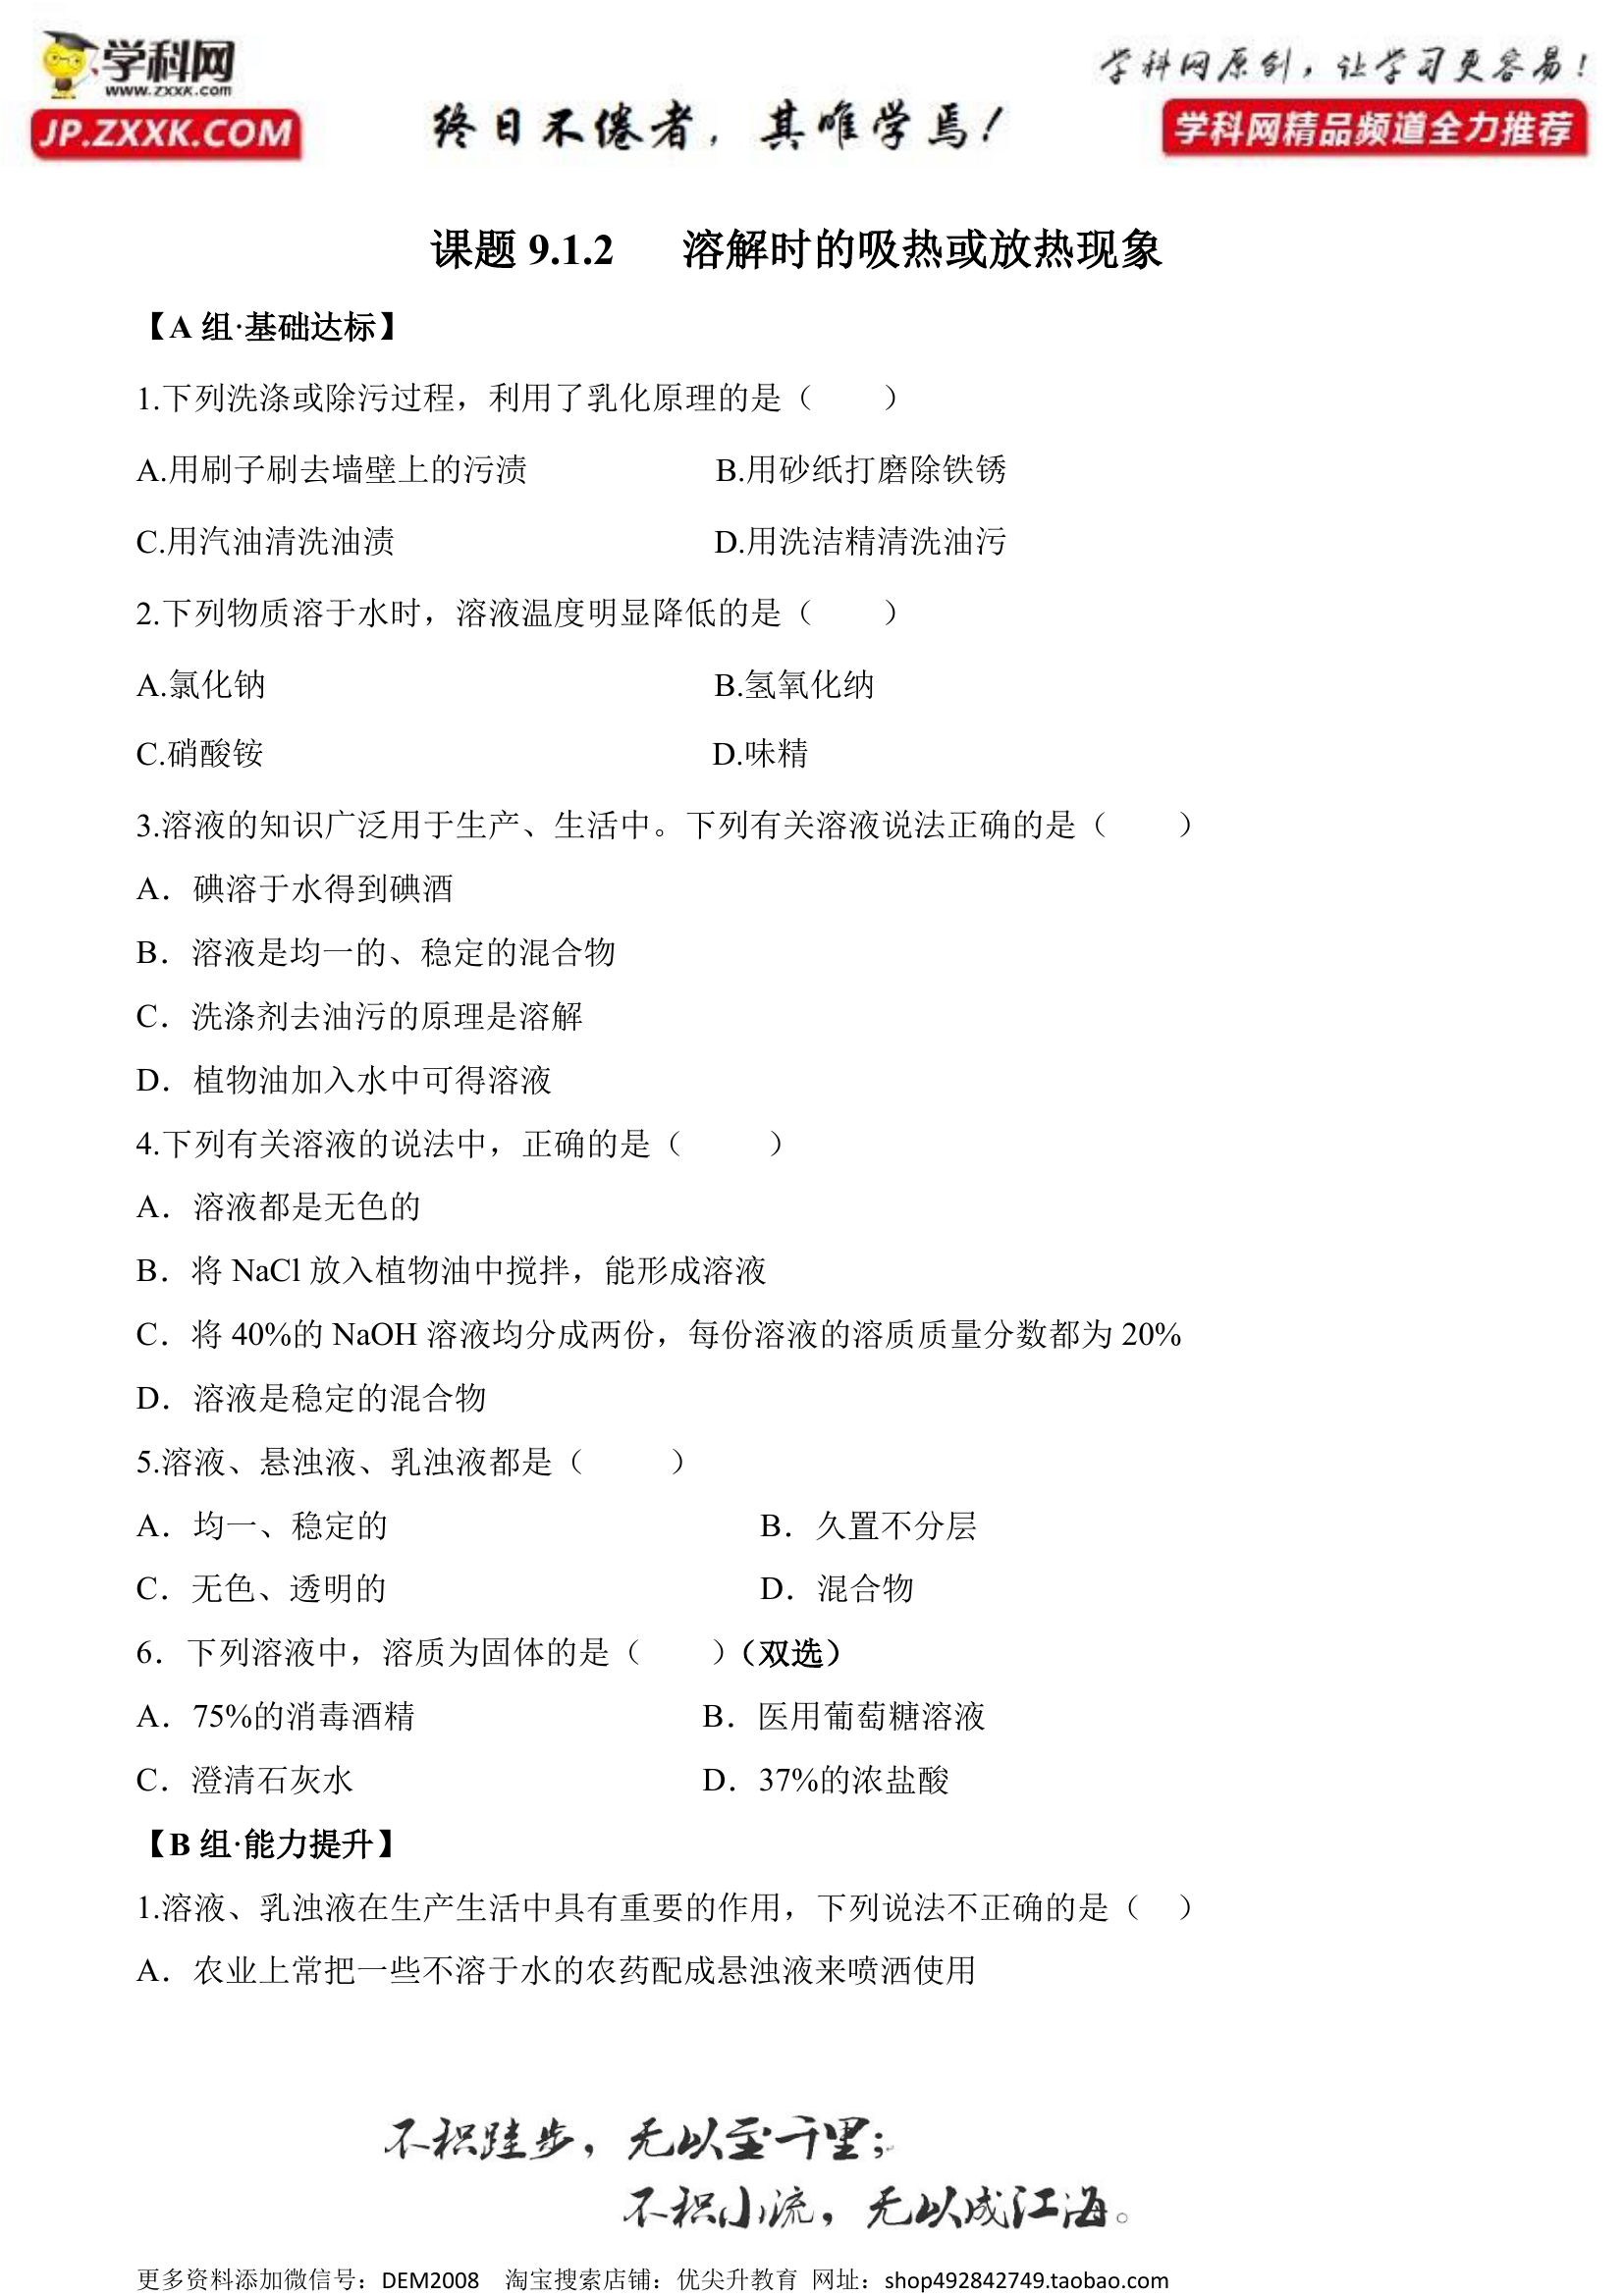 学科网
www.zxxk.com
JP.ZXXK.COM
终日不倦者，其唯学焉！
学科网原创，让学习更容易！
学科网精品频道全力推荐
课题 9.1.2 溶解时的吸热或放热现象
【A 组·基础达标】
1.下列洗涤或除污过程，利用了乳化原理的是（　　）
A.用刷子刷去墙壁上的污渍 B.用砂纸打磨除铁锈
C.用汽油清洗油渍 D.用洗洁精清洗油污
2.下列物质溶于水时，溶液温度明显降低的是（　　）
A.氯化钠 B.氢氧化纳
C.硝酸铵 D.味精
3.溶液的知识广泛用于生产、生活中。下列有关溶液说法正确的是（　　）
A．碘溶于水得到碘酒
B．溶液是均一的、稳定的混合物
C．洗涤剂去油污的原理是溶解
D．植物油加入水中可得溶液
4.下列有关溶液的说法中，正确的是（　　）
A．溶液都是无色的
B．将 NaCl 放入植物油中搅拌，能形成溶液
C．将 40%的 NaOH 溶液均分成两份，每份溶液的溶质质量分数都为 20%
D．溶液是稳定的混合物
5.溶液、悬浊液、乳浊液都是（　　）
A．均一、稳定的 B．久置不分层
C．无色、透明的 D．混合物
6．下列溶液中，溶质为固体的是（　　）（双选）
A．75%的消毒酒精 B．医用葡萄糖溶液
C．澄清石灰水 D．37%的浓盐酸
【B 组·能力提升】
1.溶液、乳浊液在生产生活中具有重要的作用，下列说法不正确的是（　）
A．农业上常把一些不溶于水的农药配成悬浊液来喷洒使用
不积跬步，无以至千里；
不积小流，无以成江海。
更多资料添加微信号：DEM2008 淘宝搜索店铺：优尖升教育 网址：shop492842749.taobao.com